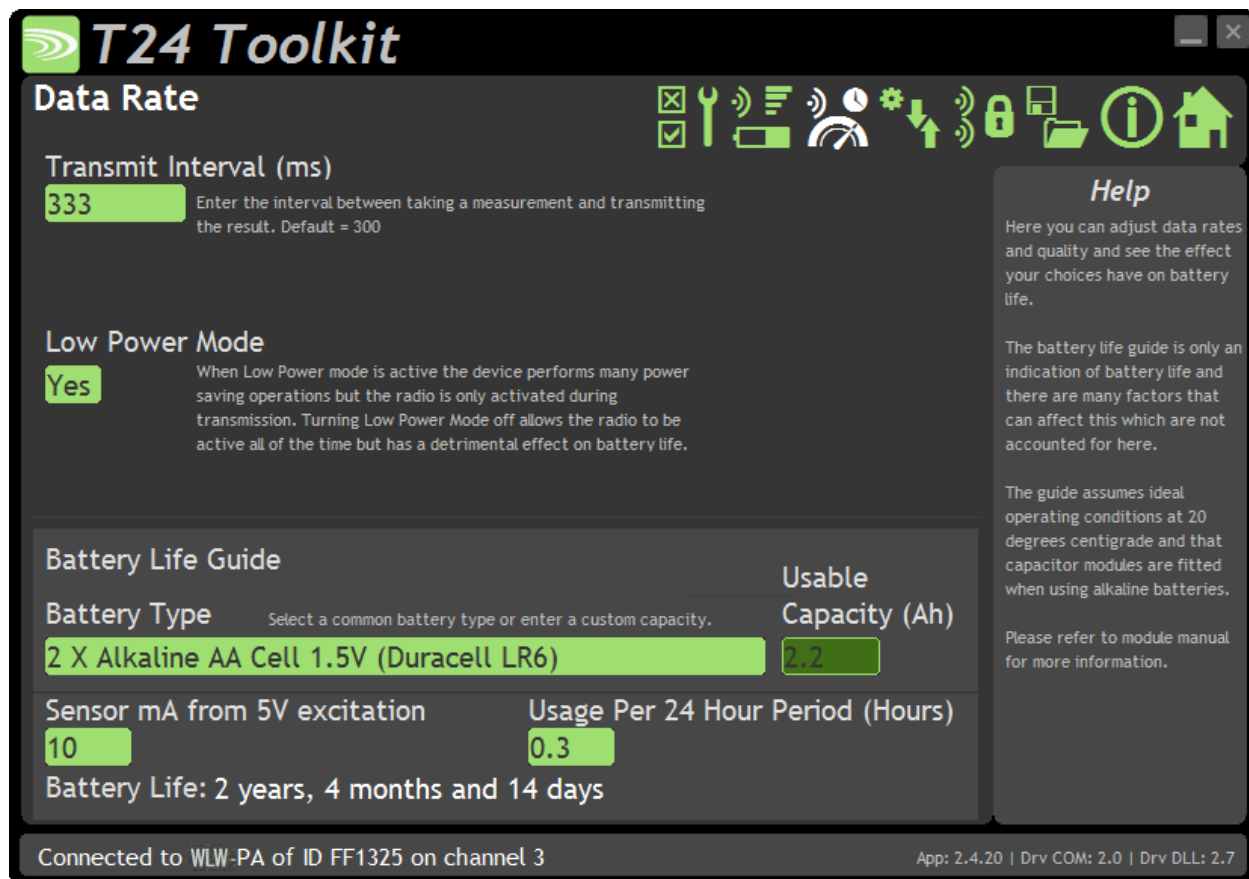 T24 Toolkit
Data Rate
Transmit Interval (ms)
333
Enter the interval between taking a measurement and transmitting
the result. Default = 300
Low Power Mode
Yes
When Low Power mode is active the device performs many power
saving operations but the radio is only activated during
transmission. Turning Low Power Mode off allows the radio to be
active all of the time but has a detrimental effect on battery life.
Battery Life Guide
Battery Type
Select a common battery type or enter a custom capacity.
Usable
Capacity (Ah)
2 X Alkaline AA Cell 1.5V (Duracell LR6)
2.2
Sensor mA from 5V excitation
10
Usage Per 24 Hour Period (Hours)
0.3
Battery Life: 2 years, 4 months and 14 days
Help
Here you can adjust data rates
and quality and see the effect
your choices have on battery
life.
The battery life guide is only an
indication of battery life and
there are many factors that
can affect this which are not
accounted for here.
The guide assumes ideal
operating conditions at 20
degrees centigrade and that
capacitor modules are fitted
when using alkaline batteries.
Please refer to module manual
for more information.
Connected to WLW-PA of ID FF1325 on channel 3
App: 2.4.20 | Drv COM: 2.0 | Drv DLL: 2.7